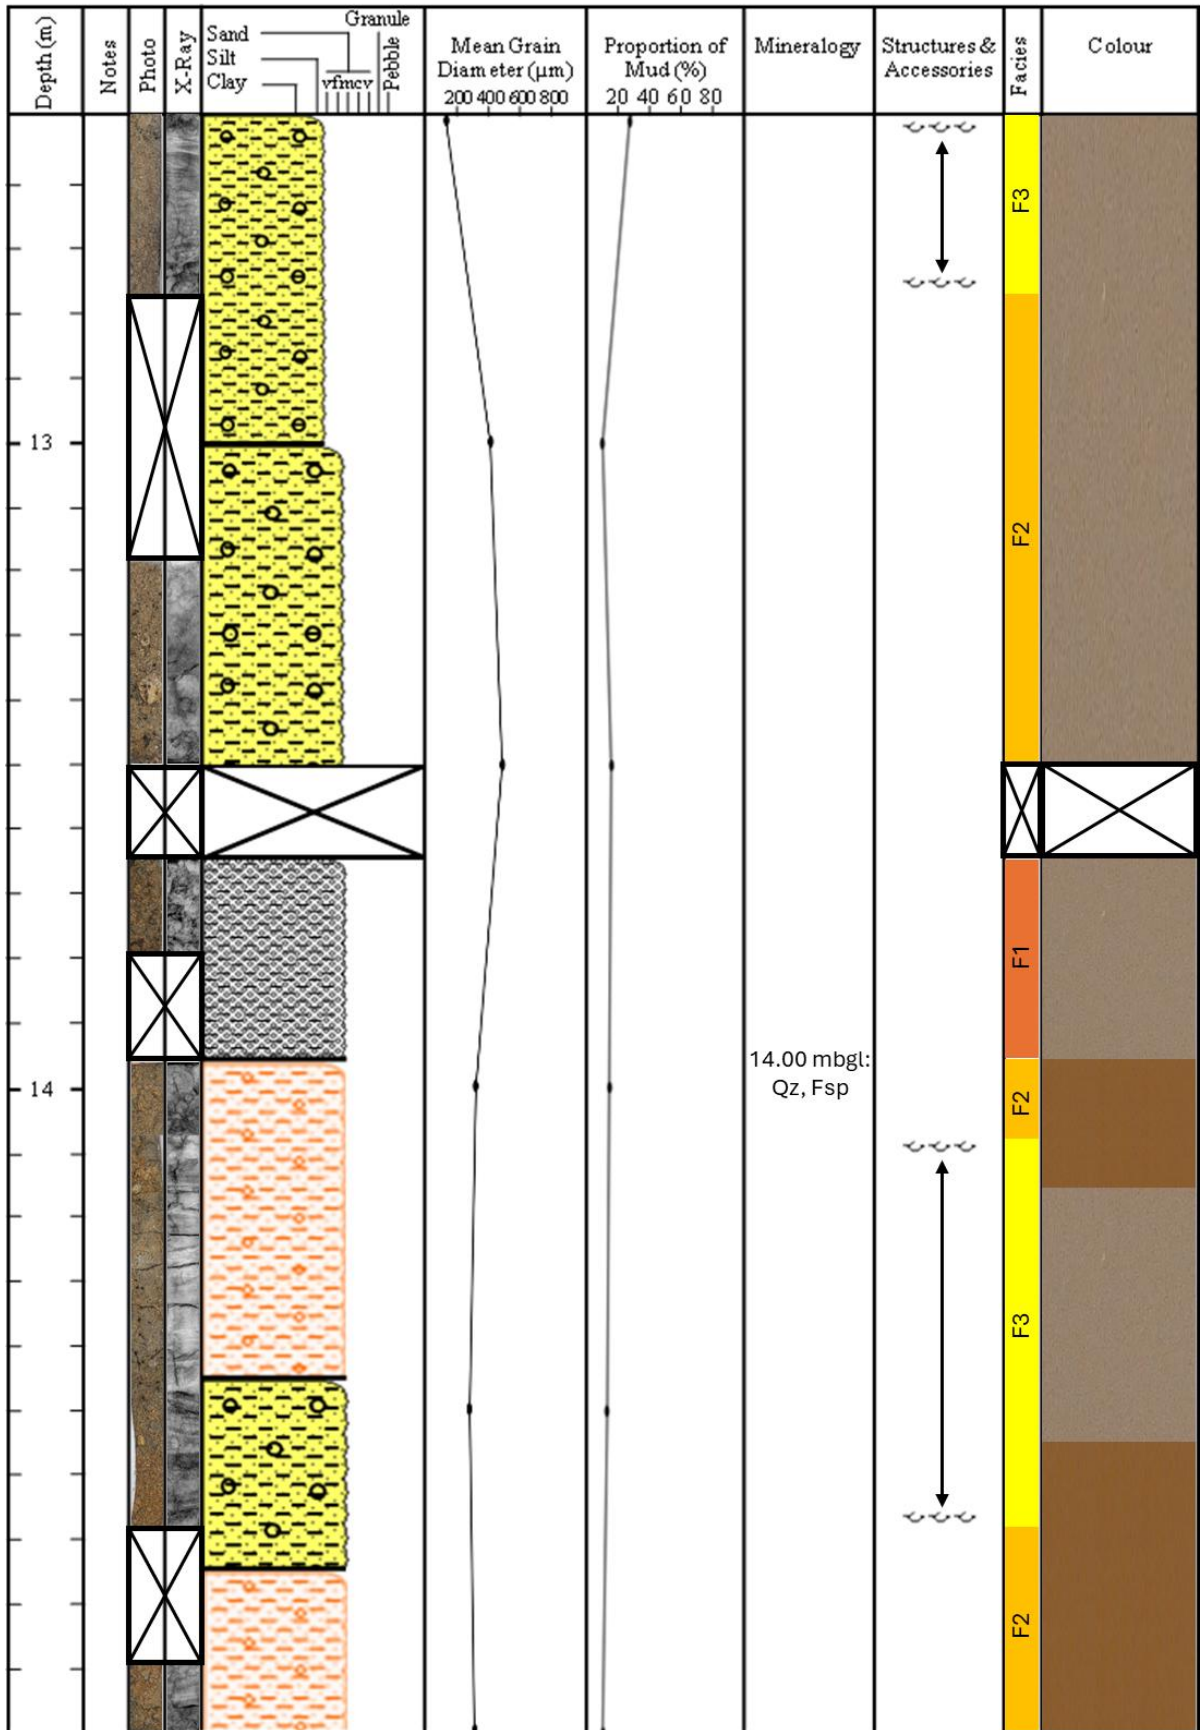 Depth (m)
Notes
Photo
X-Ray
Sand
Silt
Clay
vfmcv
Granule
Pebble
Mean Grain
Diameter (µm)
200 400 600 800
Proportion of
Mud (%)
20 40 60 80
Mineralogy
Structures &
Accessories
Facies
Colour
F3
13
F2
F1
14.00 mbgl:
Qz, Fsp
14
F2
F3
F2